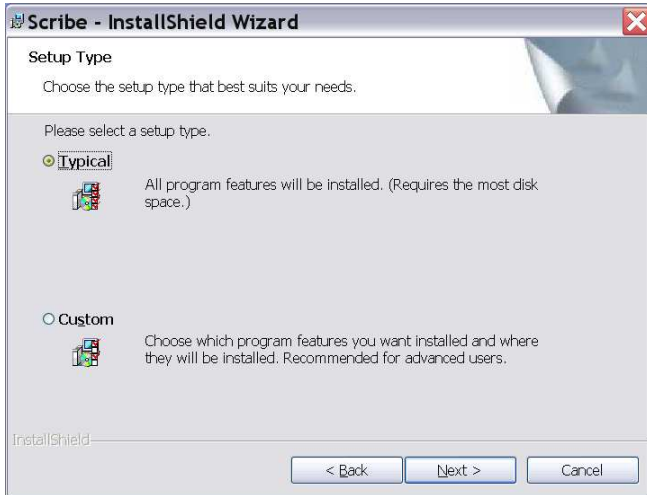 Scribe - InstallShield Wizard
Setup Type
Choose the setup type that best suits your needs.
Please select a setup type.
Typical
All program features will be installed. (Requires the most disk
space.)
Custom
Choose which program features you want installed and where
they will be installed. Recommended for advanced users.
InstallShield
< Back Next > Cancel